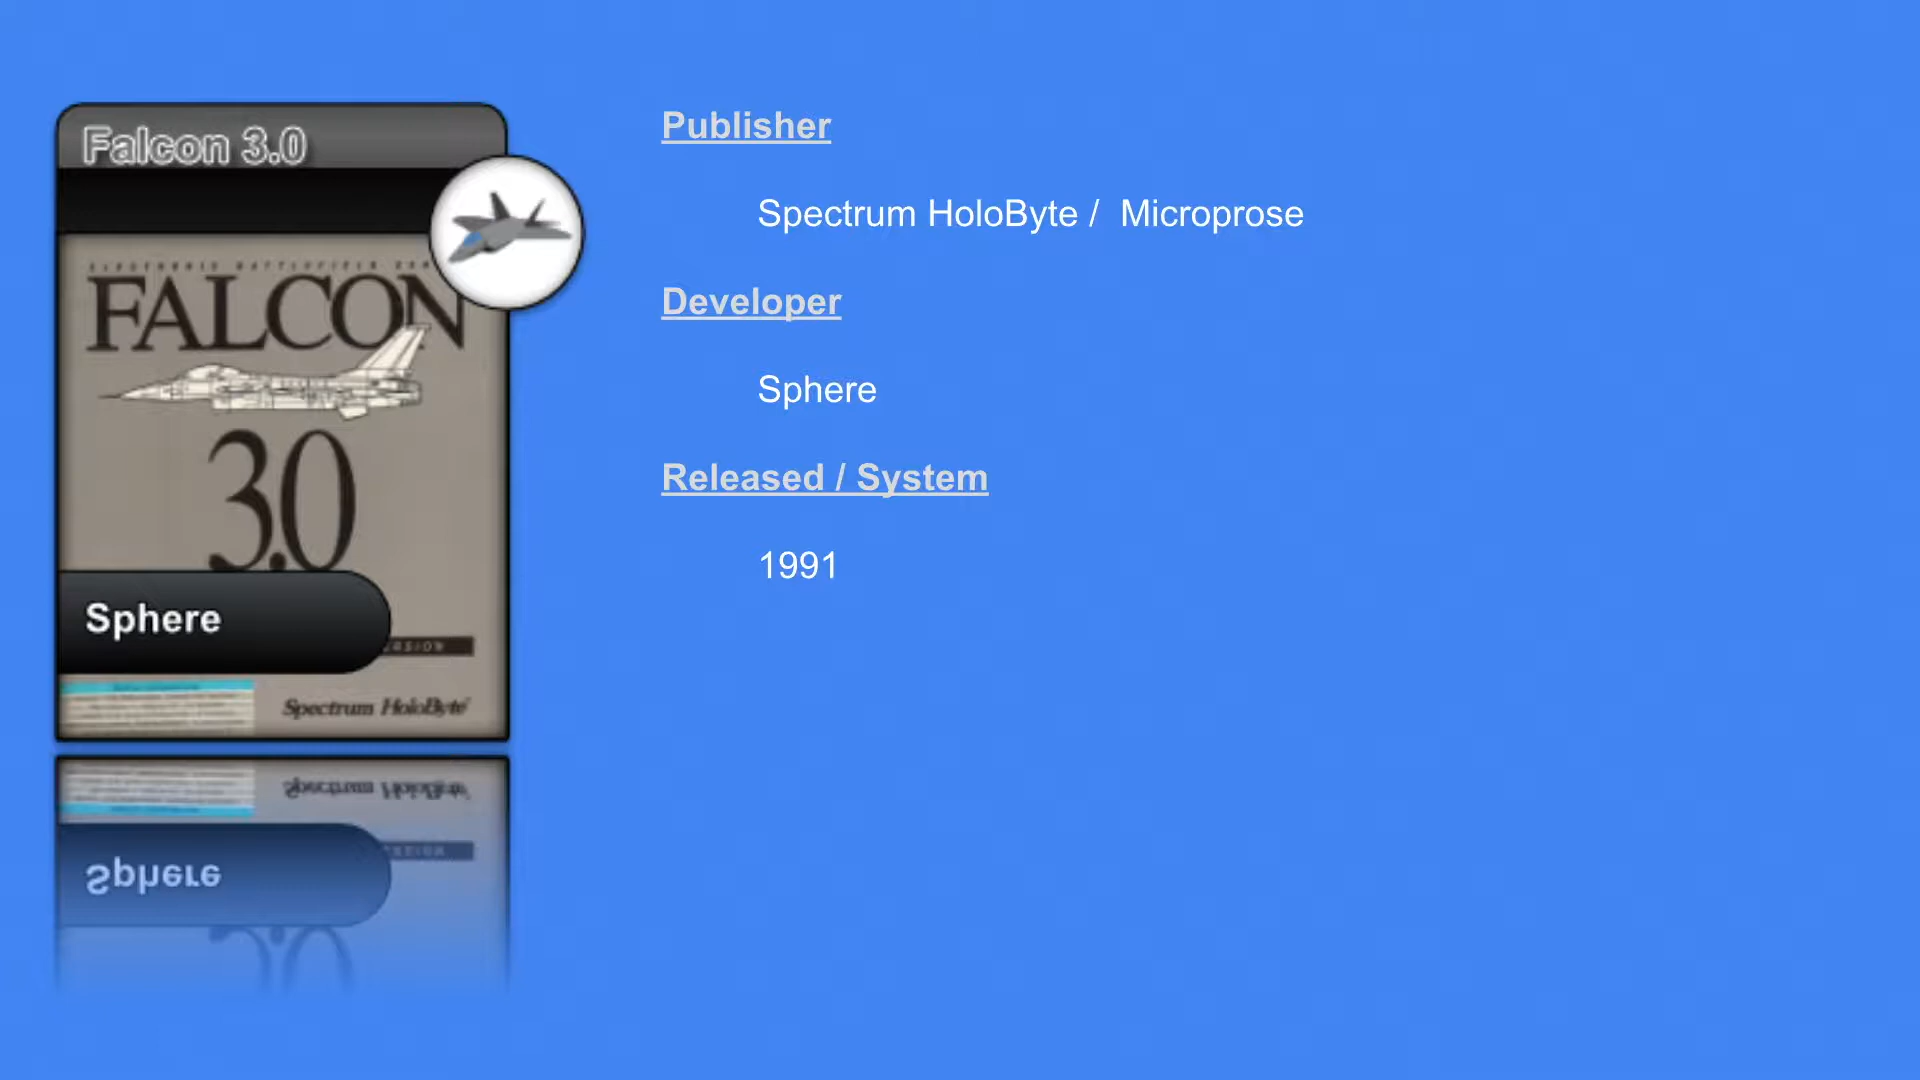 Falcon 3.0
FALCON
3.0
Sphere
Spectrum HoloByte
Publisher
Spectrum HoloByte / Microprose
Developer
Sphere
Released / System
1991